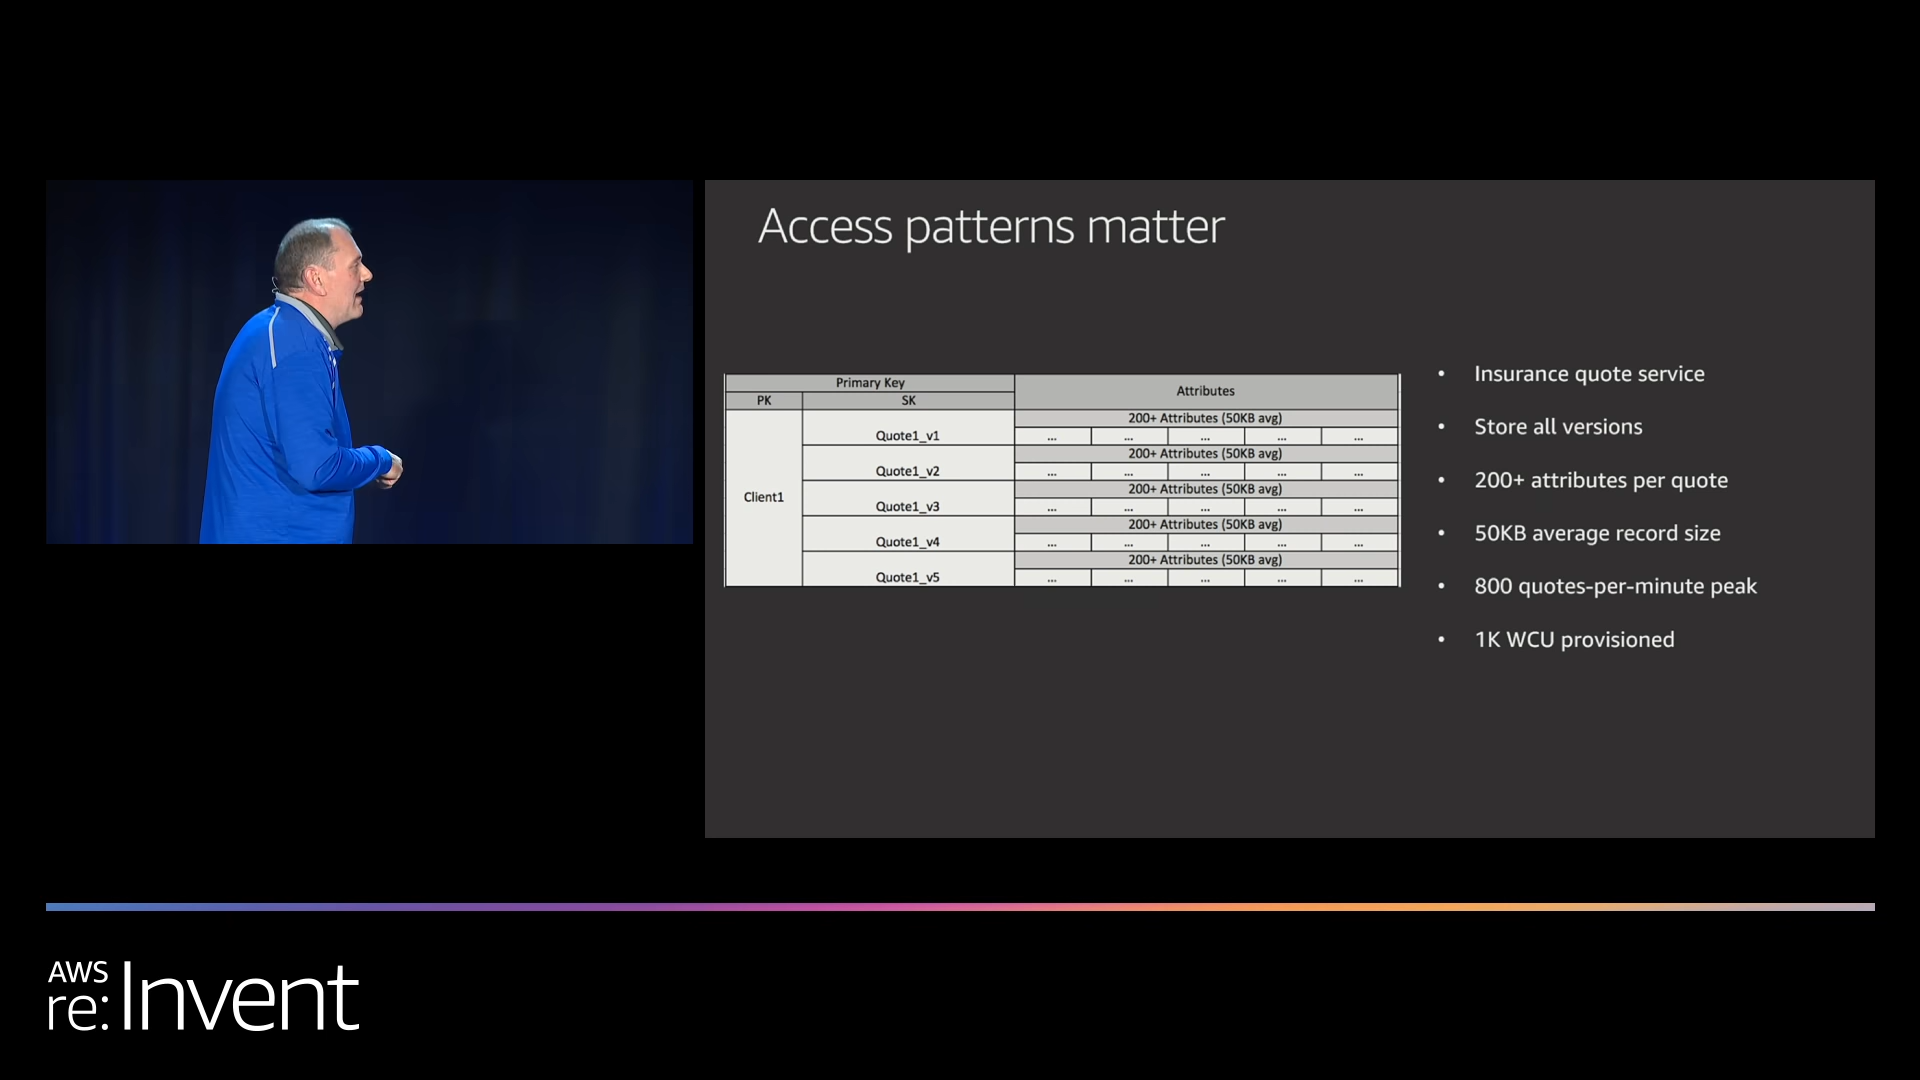 Access patterns matter
Primary Key
Attributes
PK
SK
Client1
200+ Attributes (50KB avg)
Quote1_v1
... ... ... ... ...
200+ Attributes (50KB avg)
Quote1_v2
... ... ... ... ...
200+ Attributes (50KB avg)
Quote1_v3
... ... ... ... ...
200+ Attributes (50KB avg)
Quote1_v4
... ... ... ... ...
200+ Attributes (50KB avg)
Quote1_v5
... ... ... ... ...
• Insurance quote service
• Store all versions
• 200+ attributes per quote
• 50KB average record size
• 800 quotes-per-minute peak
• 1K WCU provisioned
AWS
re:Invent